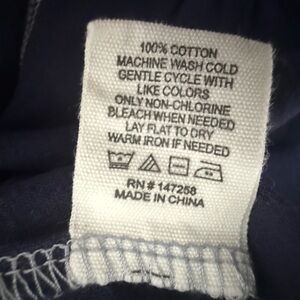 100% COTTON
MACHINE WASH COLD
GENTLE CYCLE WITH
LIKE COLORS
ONLY NON-CHLORINE
BLEACH WHEN NEEDED
LAY FLAT TO DRY
WARM IRON IF NEEDED
RN # 147258
MADE IN CHINA